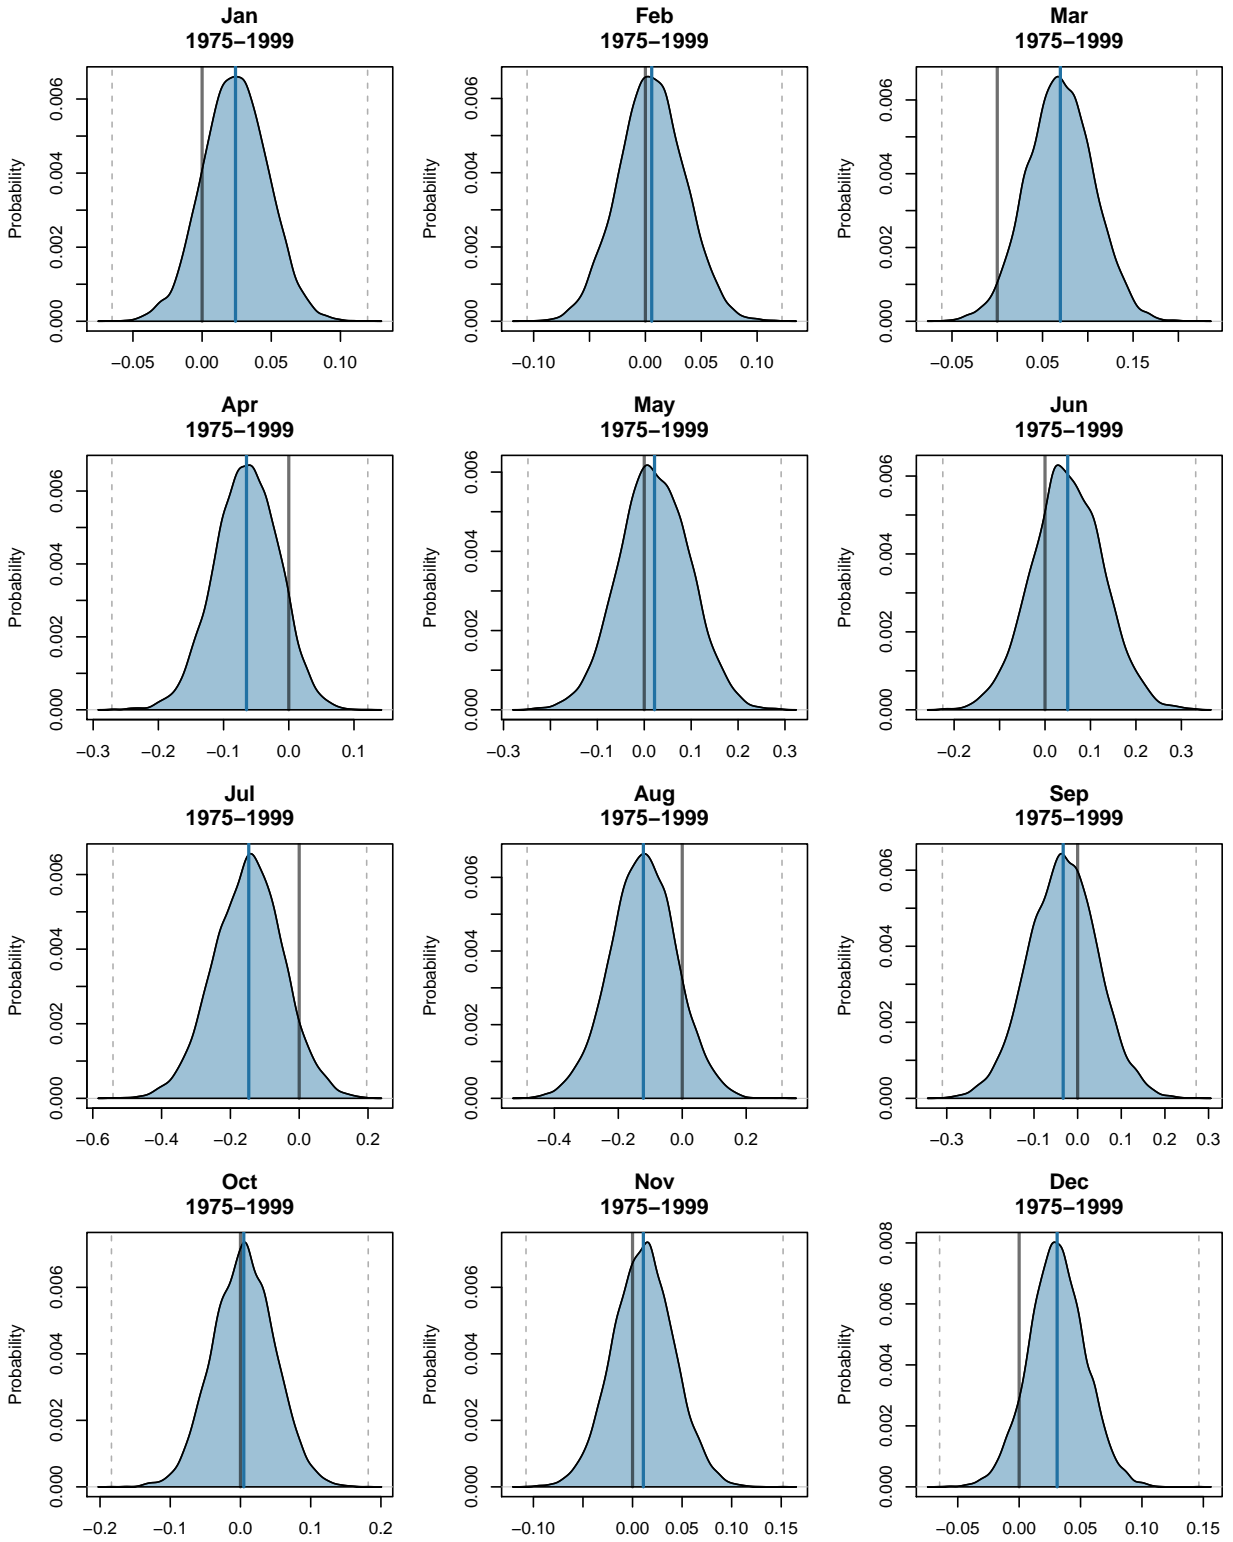 Jan
1975–1999
Probability
0.000 0.002 0.004 0.006
−0.05 0.00 0.05 0.10
Feb
1975–1999
Probability
0.000 0.002 0.004 0.006
−0.10 0.00 0.05 0.10
Mar
1975–1999
Probability
0.000 0.002 0.004 0.006
−0.05 0.05 0.15
Apr
1975–1999
Probability
0.000 0.002 0.004 0.006
−0.3 −0.2 −0.1 0.0 0.1
May
1975–1999
Probability
0.000 0.002 0.004 0.006
−0.3 −0.1 0.0 0.1 0.2 0.3
Jun
1975–1999
Probability
0.000 0.002 0.004 0.006
−0.2 0.0 0.1 0.2 0.3
Jul
1975–1999
Probability
0.000 0.002 0.004 0.006
−0.6 −0.4 −0.2 0.0 0.2
Aug
1975–1999
Probability
0.000 0.002 0.004 0.006
−0.4 −0.2 0.0 0.2
Sep
1975–1999
Probability
0.000 0.002 0.004 0.006
−0.3 −0.1 0.0 0.1 0.2 0.3
Oct
1975–1999
Probability
0.000 0.002 0.004 0.006
−0.2 −0.1 0.0 0.1 0.2
Nov
1975–1999
Probability
0.000 0.002 0.004 0.006
−0.10 0.00 0.05 0.10 0.15
Dec
1975–1999
Probability
0.000 0.002 0.004 0.006 0.008
−0.05 0.00 0.05 0.10 0.15